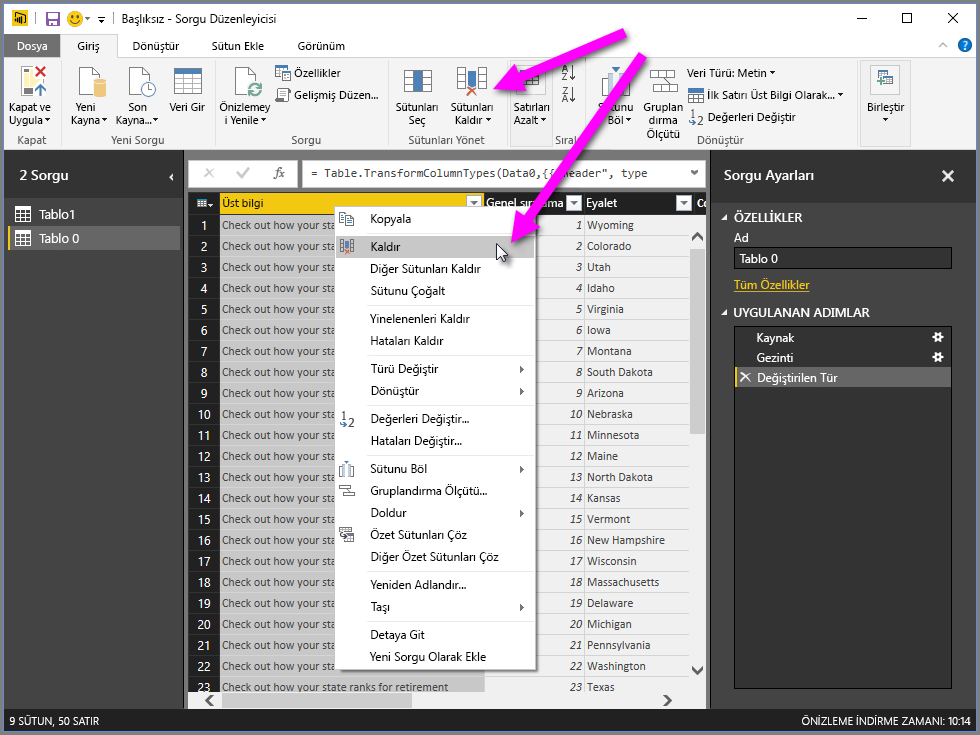 Başlıksız - Sorgu Düzenleyicisi
Dosya Giriş Dönüştür Sütun Ekle Görünüm
Kapat ve Uygula
Yeni Kaynak
Son Kayna...
Veri Gir
Önizlemey i Yenile
Özellikler
Gelişmiş Düzen...
Sütunları Seç
Sütunları Kaldır
Satırları Azalt
Böl
Gruplan dırma Ölçütü
Veri Türü: Metin
İlk Satırı Üst Bilgi Olarak...
Değerleri Değiştir
Birleştir
Kapat Yeni Sorgu Sorgu Sütunları Yönet Dönüştür
2 Sorgu
Tablo1
Tablo 0
fx = Table.TransformColumnTypes(Data0,{{ type
Üst bilgi Eyalet
1 Check out how your sta 1 Wyoming
2 Check out how your sta 2 Colorado
3 Check out how your sta 3 Utah
4 Check out how your sta 4 Idaho
5 Check out how your sta 5 Virginia
6 Check out how your sta 6 Iowa
7 Check out how your sta 7 Montana
8 Check out how your sta 8 South Dakota
9 Check out how your sta 9 Arizona
10 Check out how your sta 10 Nebraska
11 Check out how your sta 11 Minnesota
12 Check out how your sta 12 Maine
13 Check out how your sta 13 North Dakota
14 Check out how your sta 14 Kansas
15 Check out how your sta 15 Vermont
16 Check out how your sta 16 New Hampshire
17 Check out how your sta 17 Wisconsin
18 Check out how your sta 18 Massachusetts
19 Check out how your sta 19 Delaware
20 Check out how your sta 20 Michigan
21 Check out how your sta 21 Pennsylvania
22 Check out how your sta 22 Washington
23 Check out how your state ranks for retirement 23 Texas
Kopyala
Kaldır
Diğer Sütunları Kaldır
Sütunu Çoğalt
Yinelenenleri Kaldır
Hataları Kaldır
Türü Değiştir
Dönüştür
Değerleri Değiştir...
Hataları Değiştir...
Sütunu Böl
Gruplandırma Ölçütü...
Doldur
Özet Sütunları Çöz
Diğer Özet Sütunları Çöz
Yeniden Adlandır...
Taşı
Detaya Git
Yeni Sorgu Olarak Ekle
Sorgu Ayarları
ÖZELLİKLER
Ad
Tablo 0
Tüm Özellikler
UYGULANAN ADIMLAR
Kaynak
Gezinti
Değiştirilen Tür
9 SÜTUN, 50 SATIR
ÖNİZLEME İNDİRME ZAMANI: 10:14